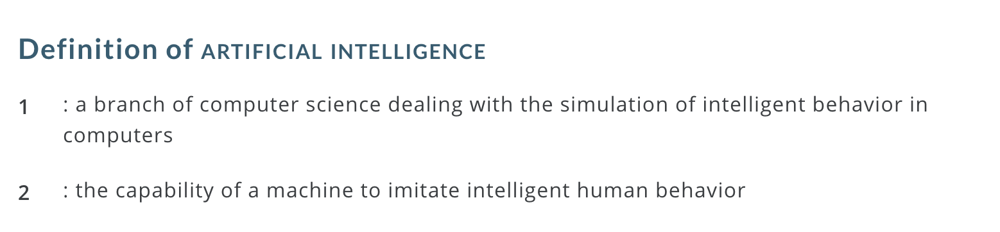 Definition of ARTIFICIAL INTELLIGENCE
1 : a branch of computer science dealing with the simulation of intelligent behavior in
computers
2 : the capability of a machine to imitate intelligent human behavior